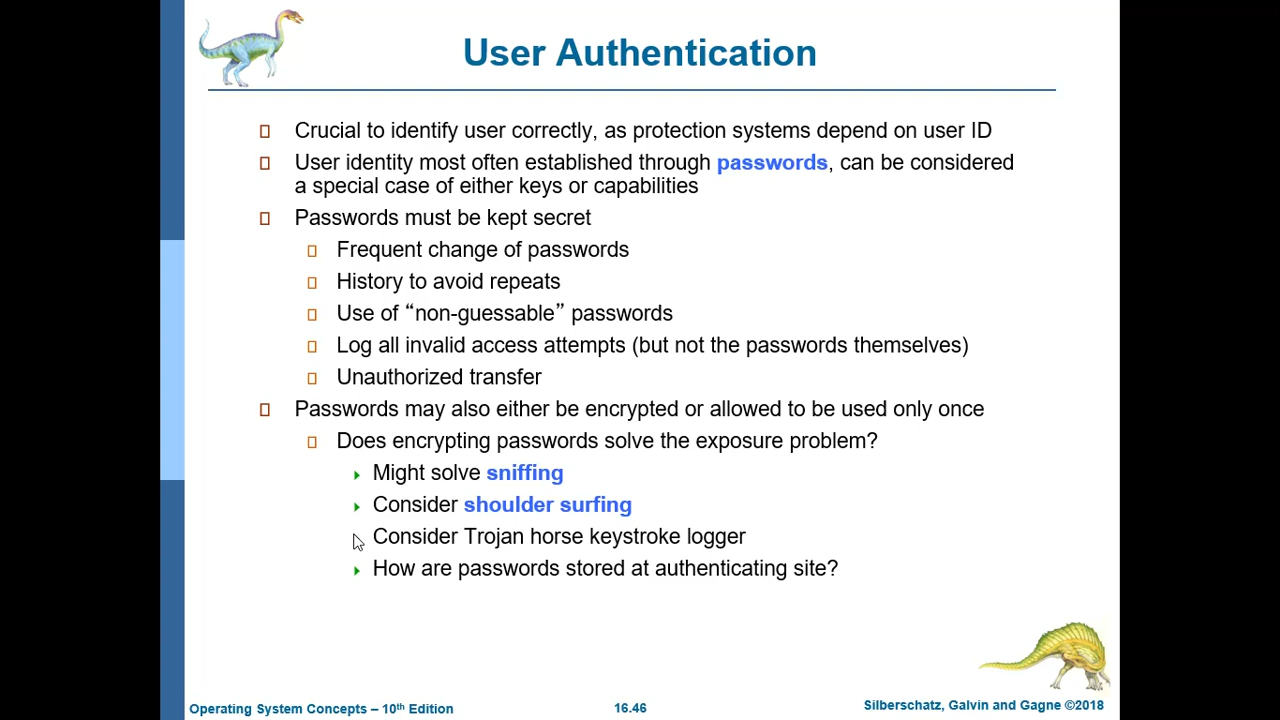 User Authentication
Crucial to identify user correctly, as protection systems depend on user ID
User identity most often established through passwords, can be considered
a special case of either keys or capabilities
Passwords must be kept secret
Frequent change of passwords
History to avoid repeats
Use of “non-guessable” passwords
Log all invalid access attempts (but not the passwords themselves)
Unauthorized transfer
Passwords may also either be encrypted or allowed to be used only once
Does encrypting passwords solve the exposure problem?
Might solve sniffing
Consider shoulder surfing
Consider Trojan horse keystroke logger
How are passwords stored at authenticating site?
Operating System Concepts – 10th Edition
16.46
Silberschatz, Galvin and Gagne ©2018